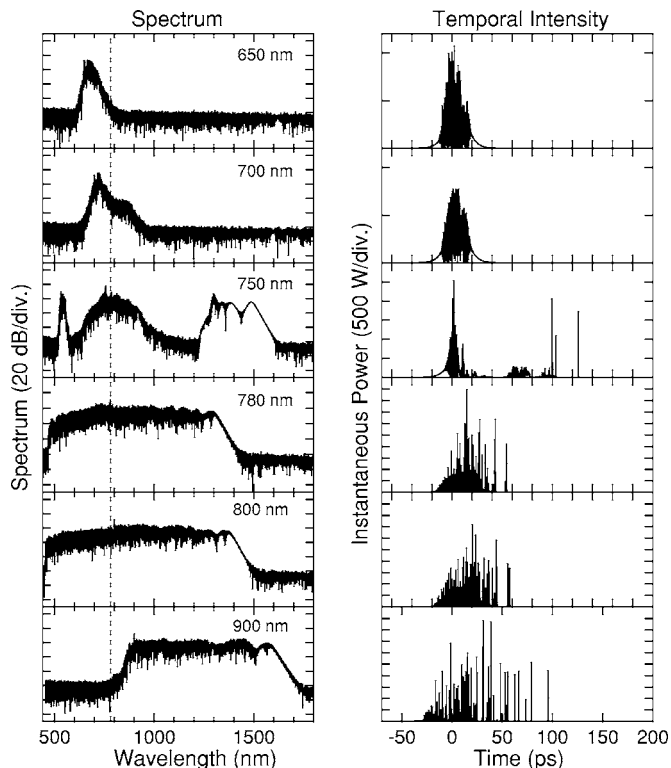 Spectrum
Temporal Intensity
650 nm
700 nm
750 nm
780 nm
800 nm
900 nm
Spectrum (20 dB/div.)
Instantaneous Power (500 W/div.)
500 1000 1500
Wavelength (nm)
-50 0 50 100 150 200
Time (ps)